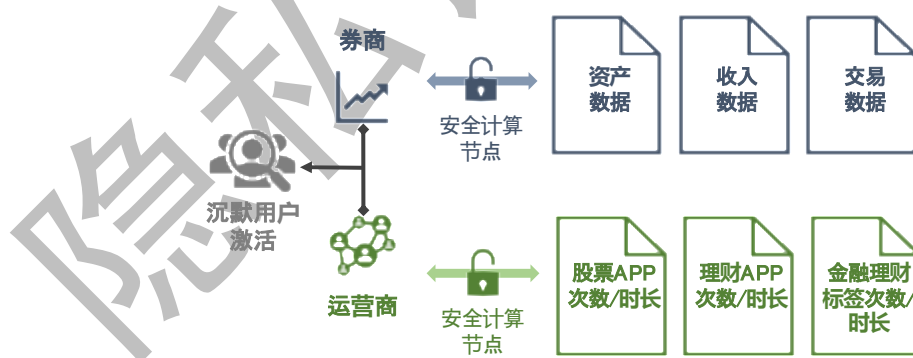 券商
安全计算
节点
资产
数据
收入
数据
交易
数据
沉默用户
激活
运营商
安全计算
节点
股票APP
次数/时长
理财APP
次数/时长
金融理财
标签次数/
时长
隐私